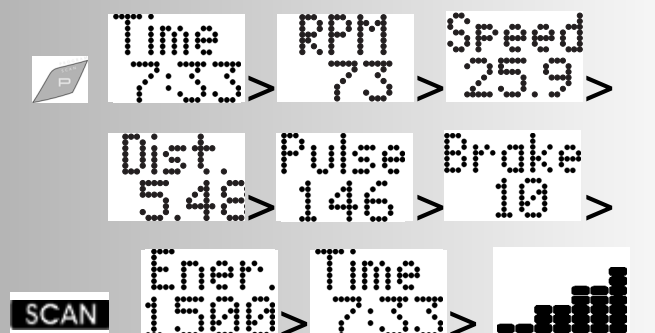 Time
7:33 >
RPM
73 >
Speed
25.9 >
P
Dist.
5.48 >
Pulse
146 >
Brake
10 >
SCAN
Ener.
1500 >
Time
7:33 >